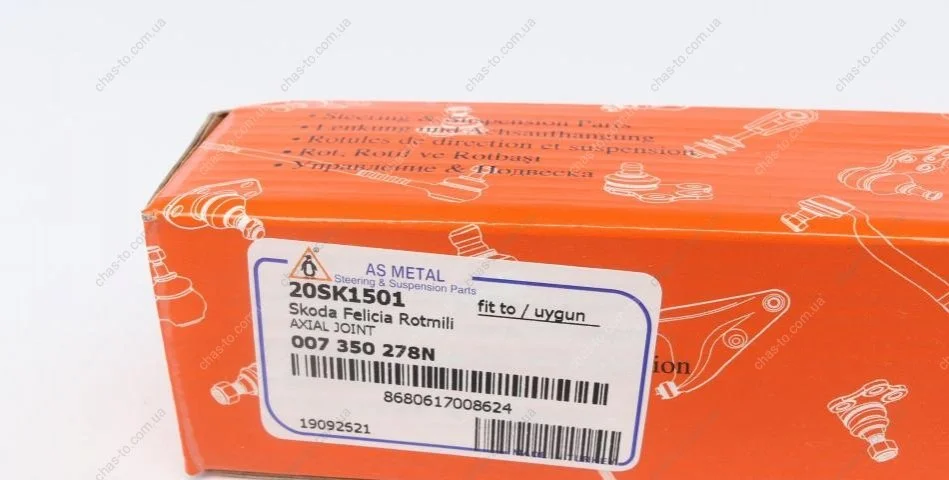 • Steering & Suspension Parts
• Lenkung und Achsaufhangung
• Rotules de direction et suspension
• Rot, Rotil ve Rotbaşı
• Управление & Подвеска
AS METAL
Steering & Suspension Parts
20SK1501
fit to / uygun
Skoda Felicia Rotmili
AXIAL JOINT
007 350 278N
8680617008624
19092521
chas-to.com.ua